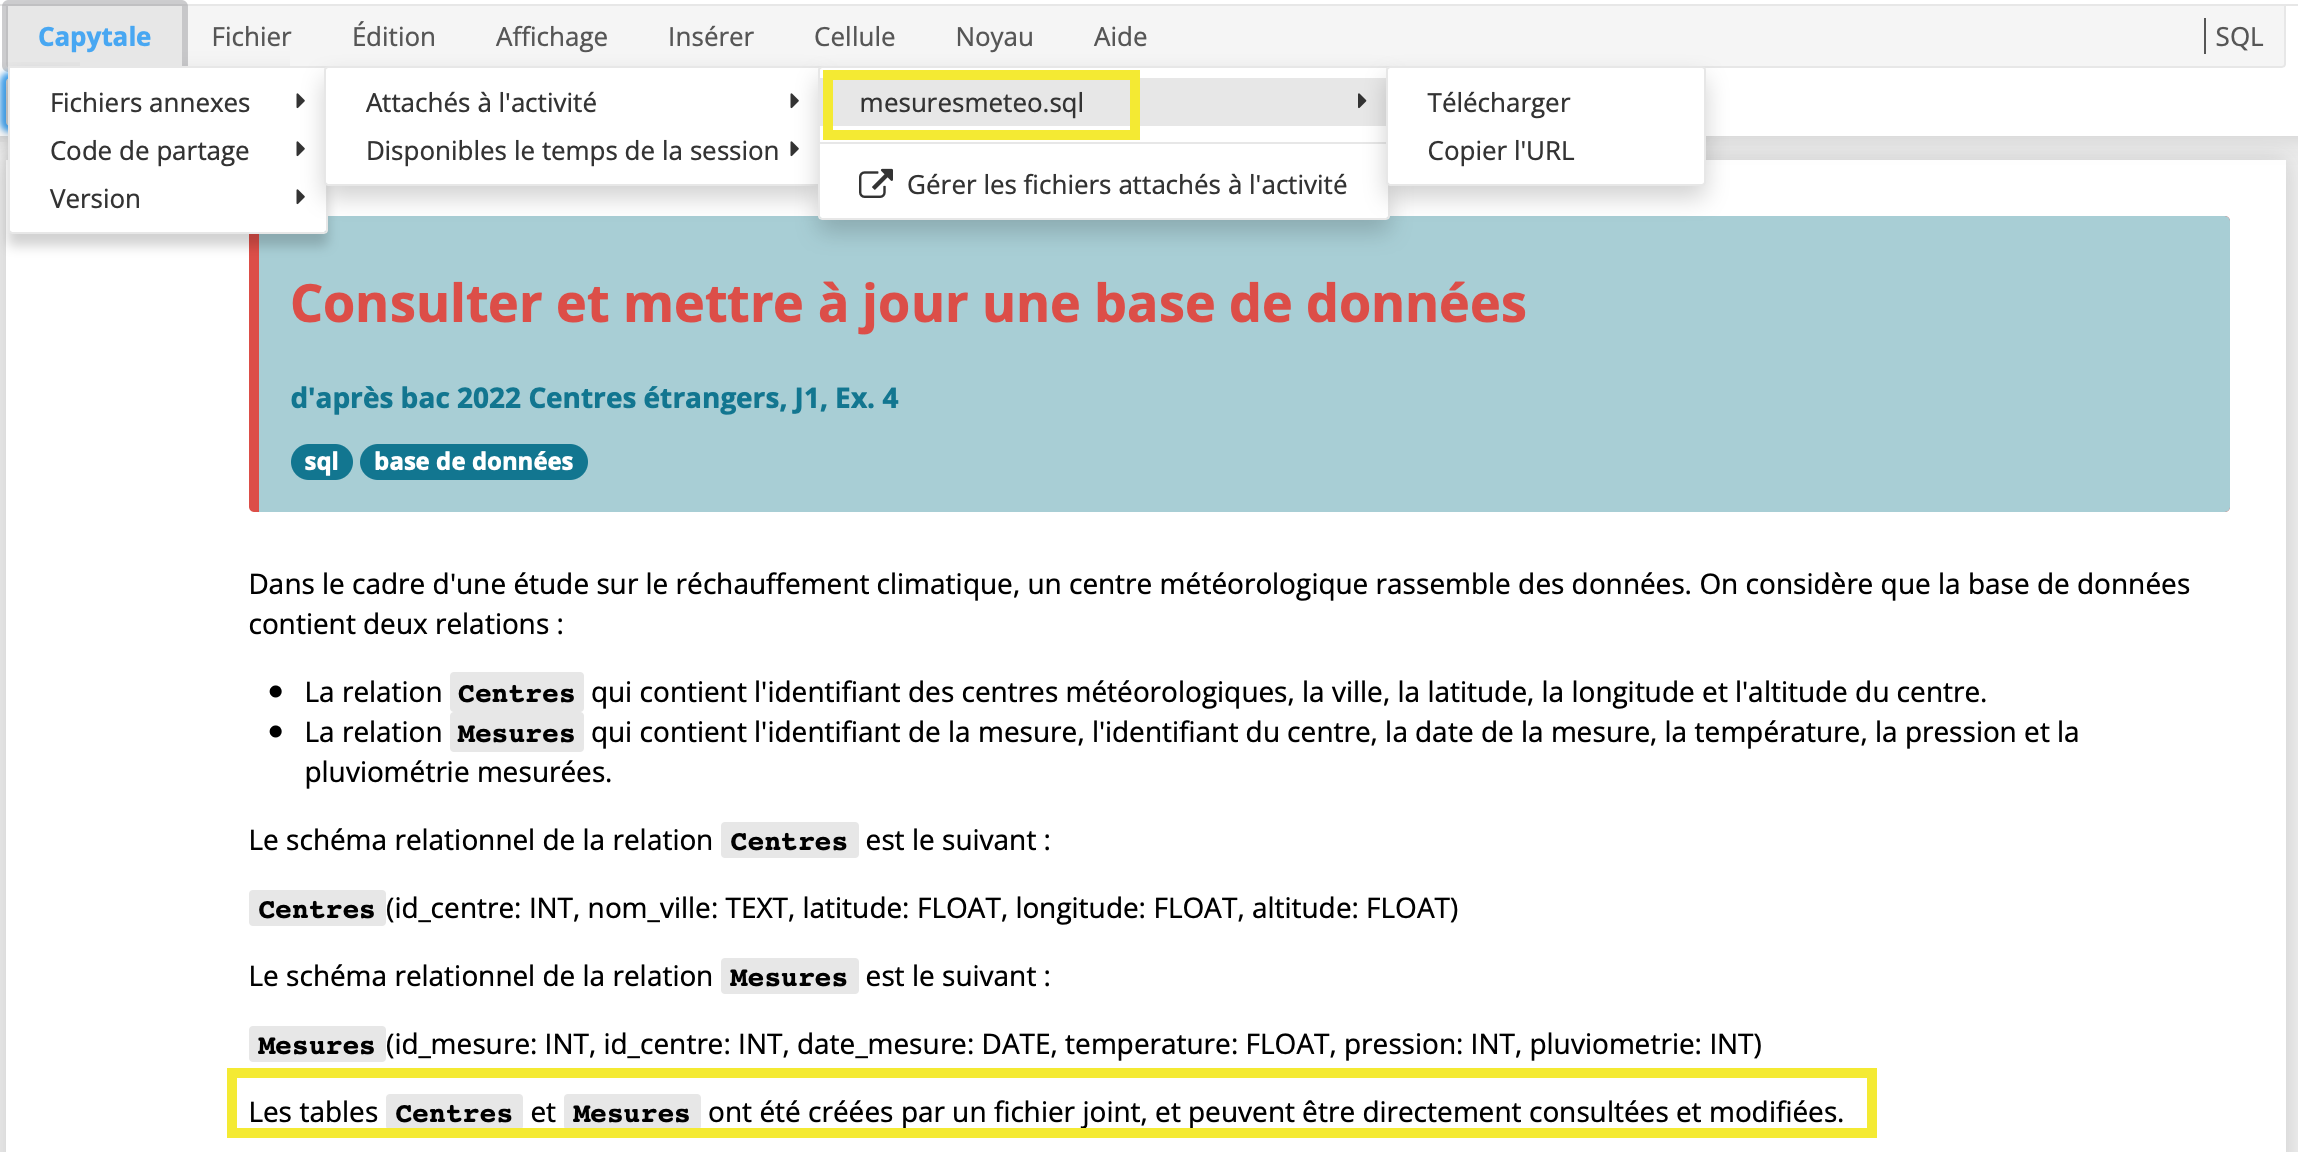 Capytale Fichier Édition Affichage Insérer Cellule Noyau Aide SQL
Fichiers annexes Attachés à l'activité mesuresmeteo.sql Télécharger
Code de partage Disponibles le temps de la session Copier l'URL
Version Gérer les fichiers attachés à l'activité
Consulter et mettre à jour une base de données
d'après bac 2022 Centres étrangers, J1, Ex. 4
sql base de données
Dans le cadre d'une étude sur le réchauffement climatique, un centre météorologique rassemble des données. On considère que la base de données
contient deux relations :
• La relation Centres qui contient l'identifiant des centres météorologiques, la ville, la latitude, la longitude et l'altitude du centre.
• La relation Mesures qui contient l'identifiant de la mesure, l'identifiant du centre, la date de la mesure, la température, la pression et la
pluviométrie mesurées.
Le schéma relationnel de la relation Centres est le suivant :
Centres(id_centre: INT, nom_ville: TEXT, latitude: FLOAT, longitude: FLOAT, altitude: FLOAT)
Le schéma relationnel de la relation Mesures est le suivant :
Mesures(id_mesure: INT, id_centre: INT, date_mesure: DATE, temperature: FLOAT, pression: INT, pluviometrie: INT)
Les tables Centres et Mesures ont été créées par un fichier joint, et peuvent être directement consultées et modifiées.